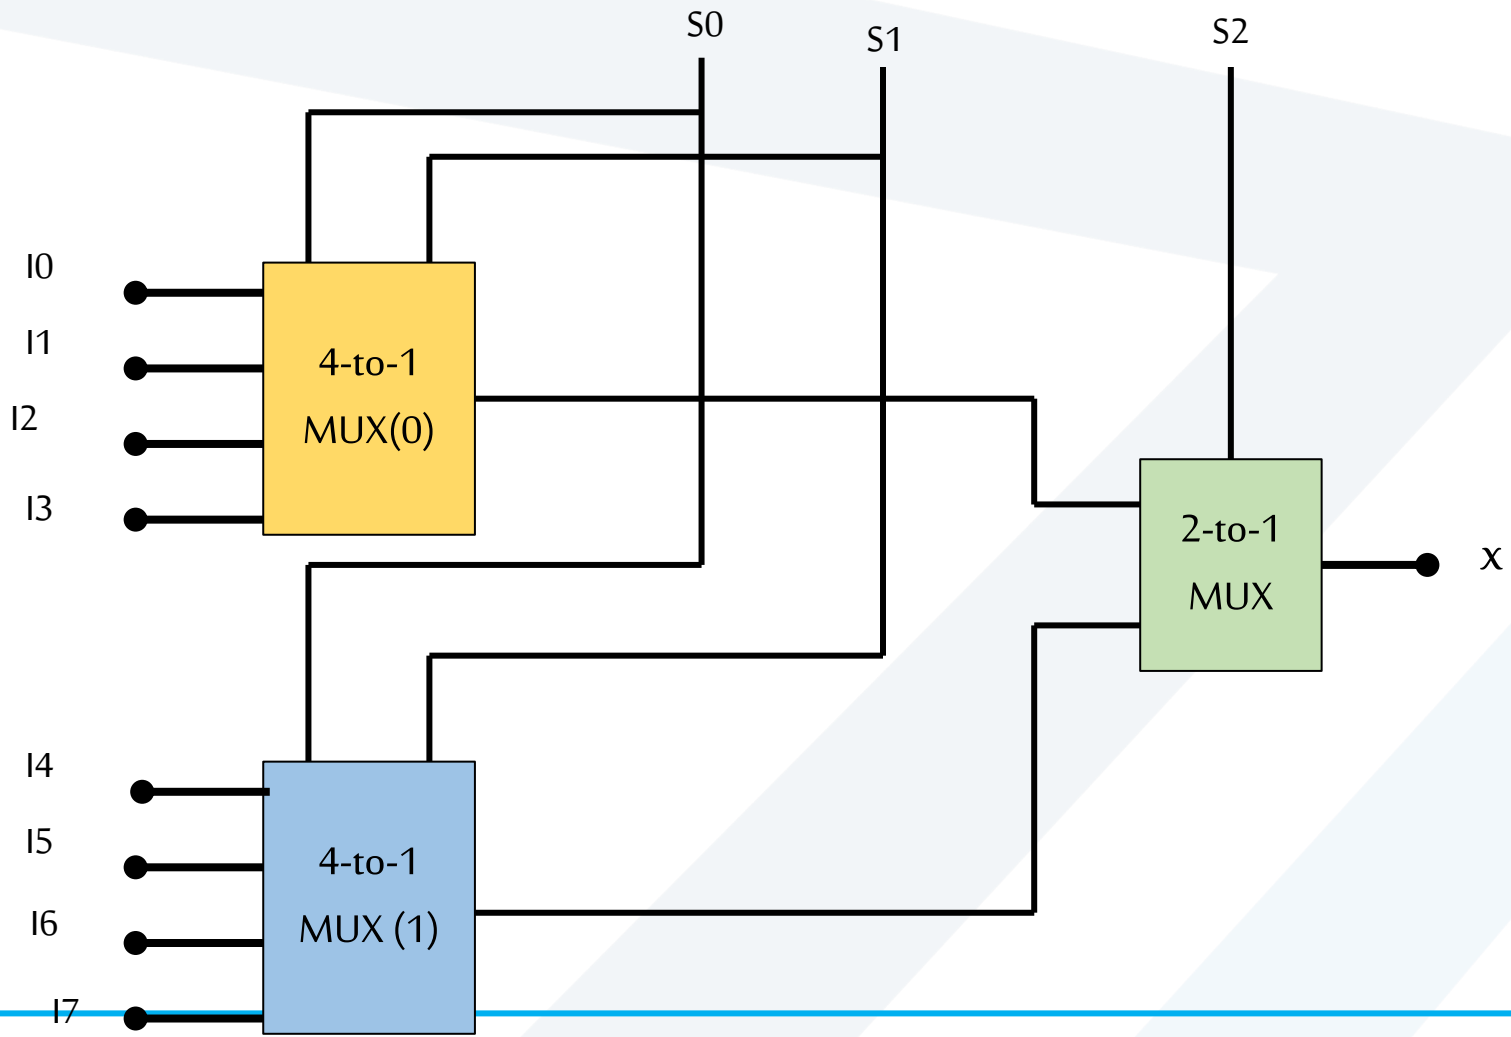 S0
S1
S2
I0
I1
I2
I3
4-to-1
MUX(0)
2-to-1
MUX
x
I4
I5
I6
I7
4-to-1
MUX (1)